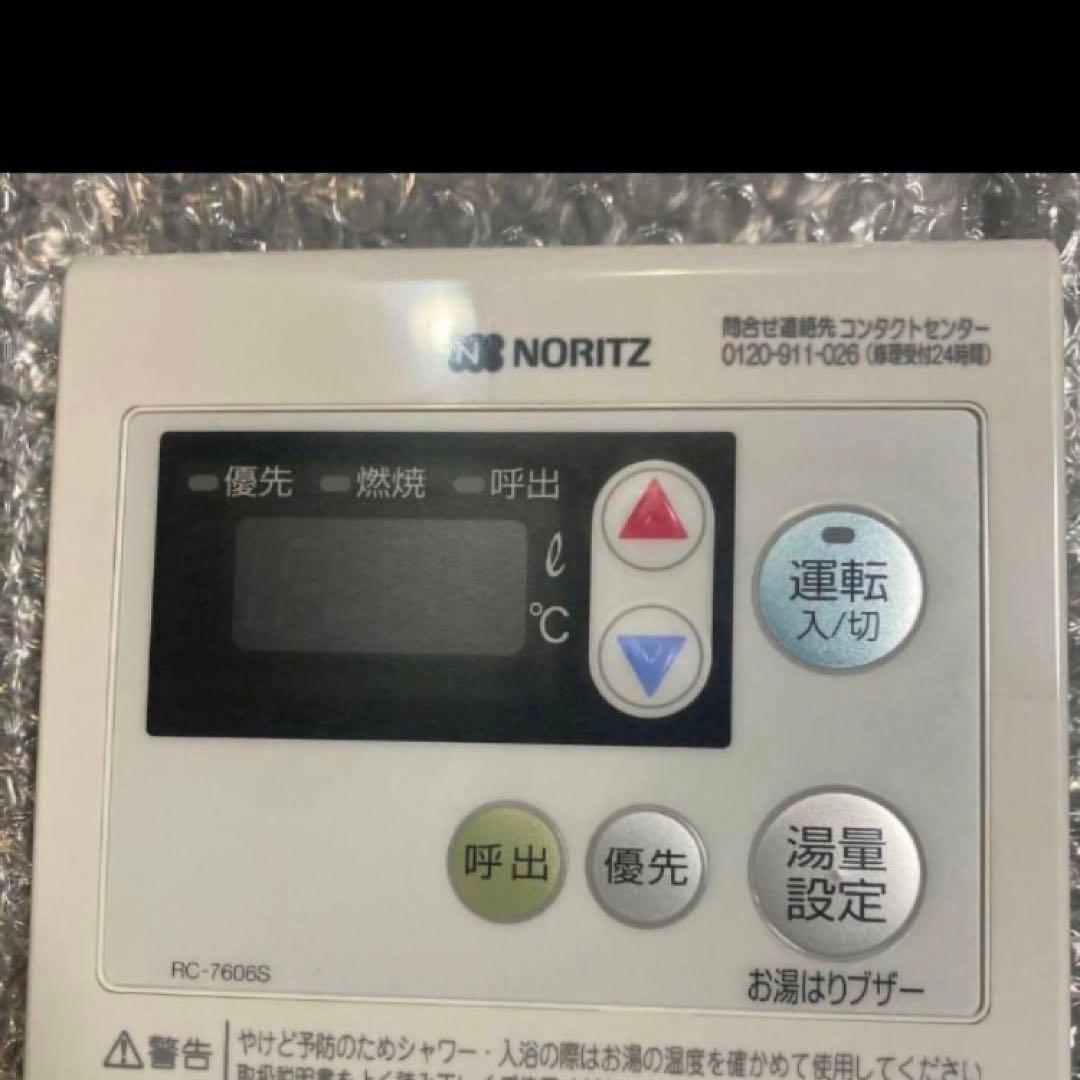 NORITZ
問合せ連絡先 コンタクトセンター
0120-911-026 (修理受付24時間)
優先 燃焼 呼出
ℓ
℃
運転
入/切
呼出
優先
湯量
設定
RC-7606S
お湯はりブザー
警告
やけど予防のためシャワー・入浴の際はお湯の温度を確かめて使用してください